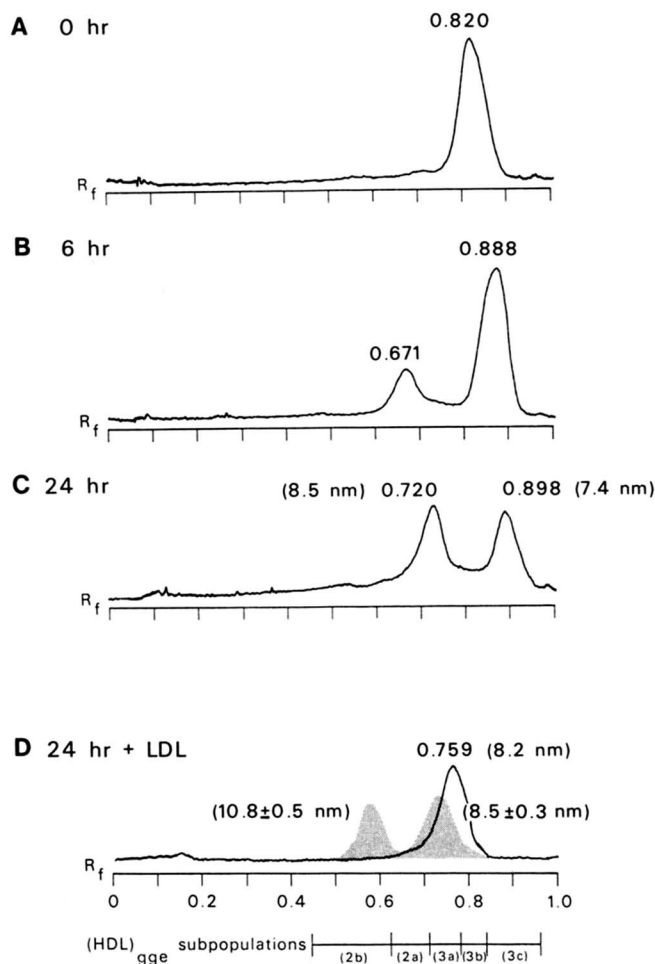 A 0 hr
0.820
Rf
B 6 hr
0.888
0.671
Rf
C 24 hr
(8.5 nm) 0.720
0.898 (7.4 nm)
Rf
D 24 hr + LDL
0.759 (8.2 nm)
(10.8±0.5 nm)
(8.5±0.3 nm)
Rf
0 0.2 0.4 0.6 0.8 1.0
(HDL)gge subpopulations
(2b) (2a) (3a) (3b) (3c)